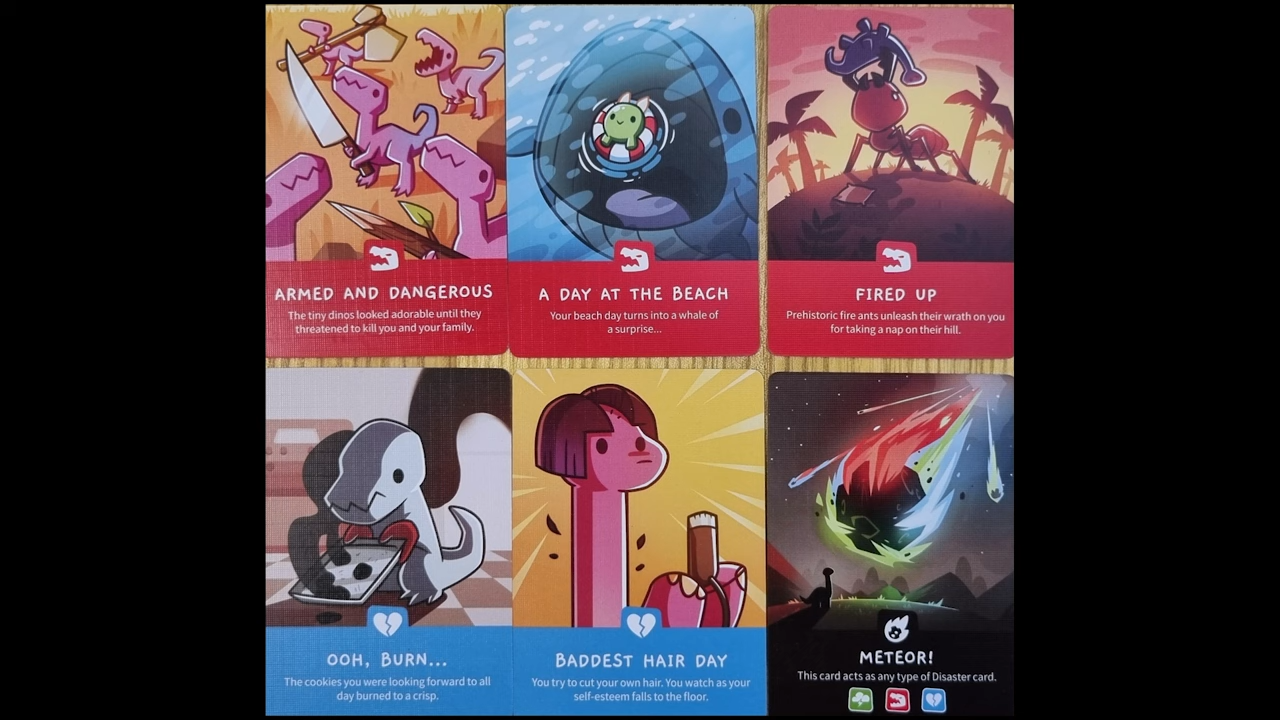 ARMED AND DANGEROUS
The tiny dinos looked adorable until they
threatened to kill you and your family.
A DAY AT THE BEACH
Your beach day turns into a whale of
a surprise...
FIRED UP
Prehistoric fire ants unleash their wrath on you
for taking a nap on their hill.
OOH, BURN...
The cookies you were looking forward to all
day burned to a crisp.
BADDEST HAIR DAY
You try to cut your own hair. You watch as your
self-esteem falls to the floor.
METEOR!
This card acts as any type of Disaster card.